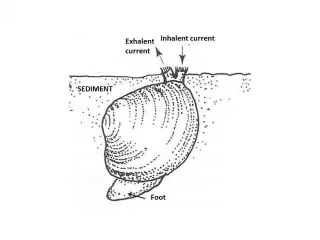 Exhalent
current
Inhalent current
SEDIMENT
Foot